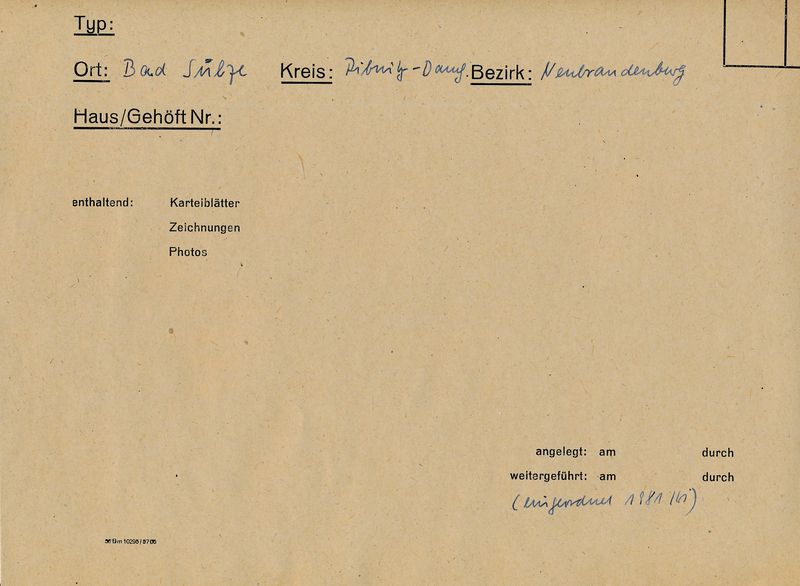 Typ:
Ort: Bad Sülze Kreis: Ribnitz-Damg. Bezirk: Neubrandenburg
Haus/Gehöft Nr.:
enthaltend: Karteiblätter
Zeichnungen
Photos
angelegt: am durch
weitergeführt: am durch
(eingeordnet 1981 /